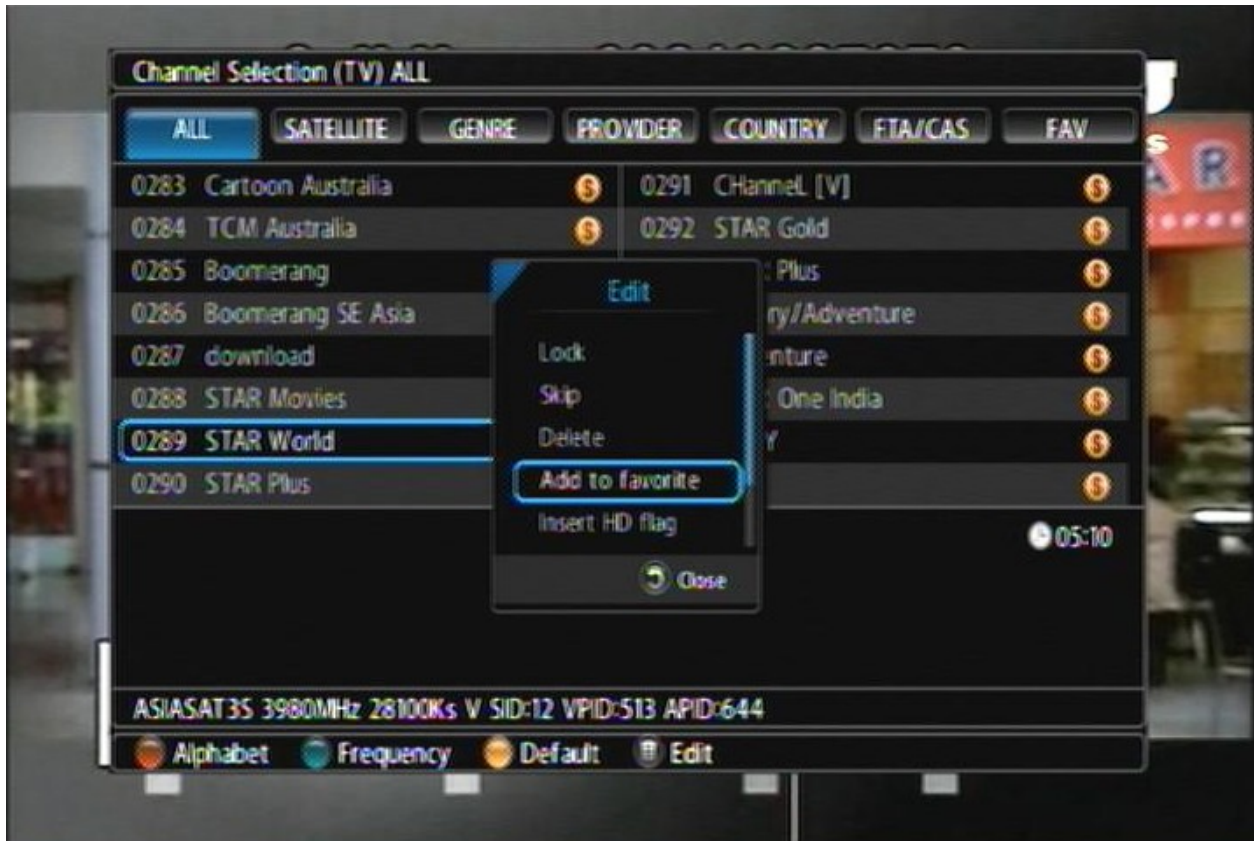 Channel Selection (TV) ALL
ALL SATELLITE GENRE PROVIDER COUNTRY FTA/CAS FAV
0283 Cartoon Australia S 0291 CHanneL [V] S
0284 TCM Australia S 0292 STAR Gold S
0285 Boomerang Plus S
0286 Boomerang SE Asia ry/Adventure S
0287 download nture S
0288 STAR Movies One India S
0289 STAR World Y S
0290 STAR Plus S
Edit
Lock
Skip
Delete
Add to favorite
Insert HD flag
Close
05:10
ASIASAT3S 3980MHz 28100Ks V SID:12 VPID:513 APID:644
Alphabet Frequency Default Edit
AR